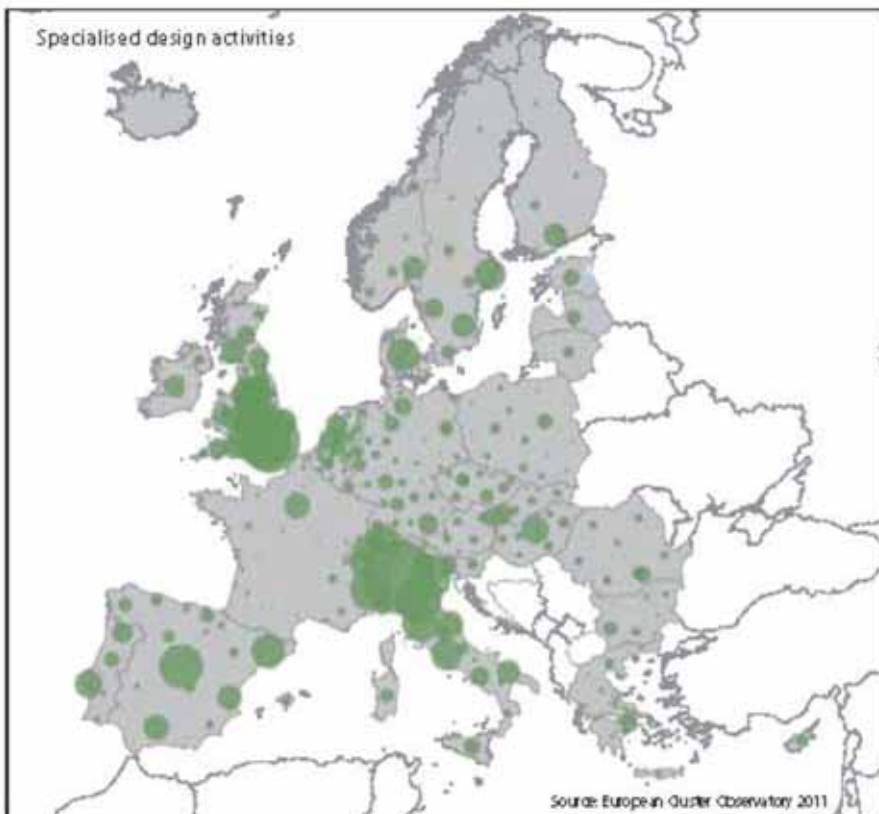 Specialised design activities
Source: European Cluster Observatory 2011